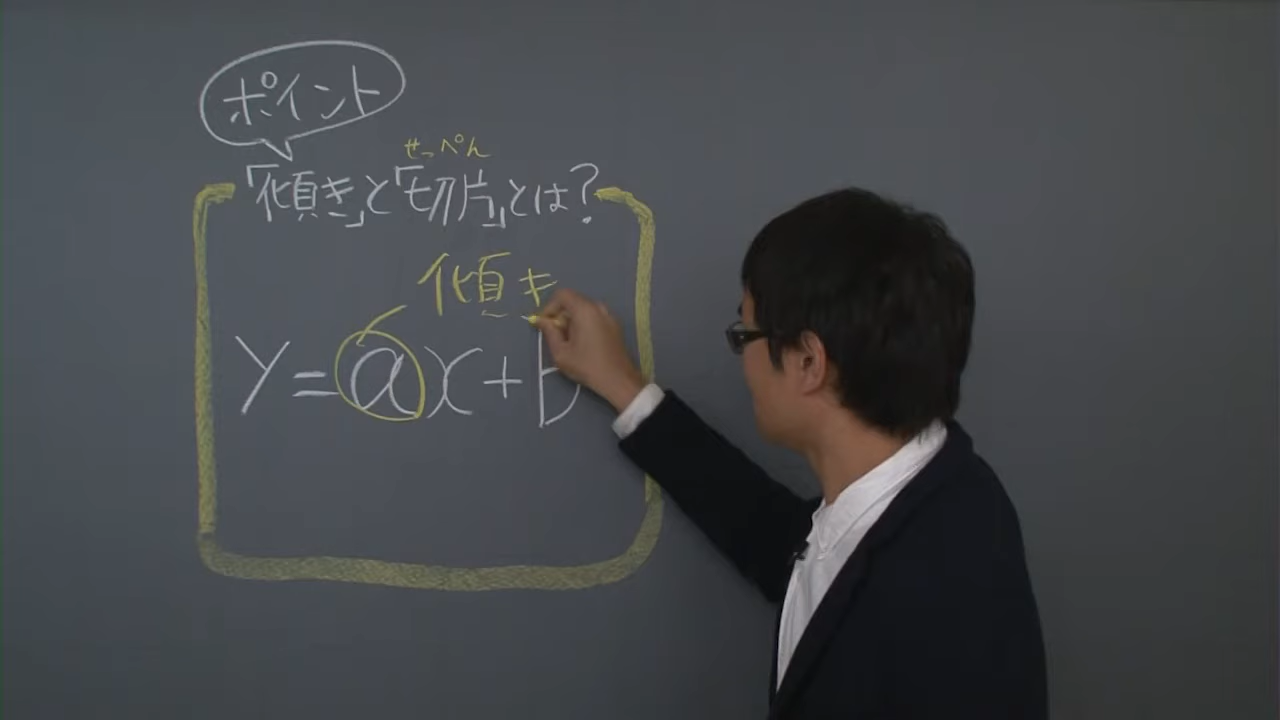 ポイント
せっぺん
「傾き」と「切片」とは?
傾き
y=ax+b